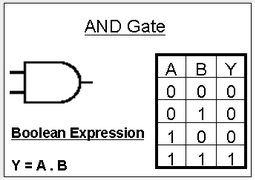 AND Gate
A B Y
0 0 0
0 1 0
1 0 0
1 1 1
Boolean Expression
Y = A . B